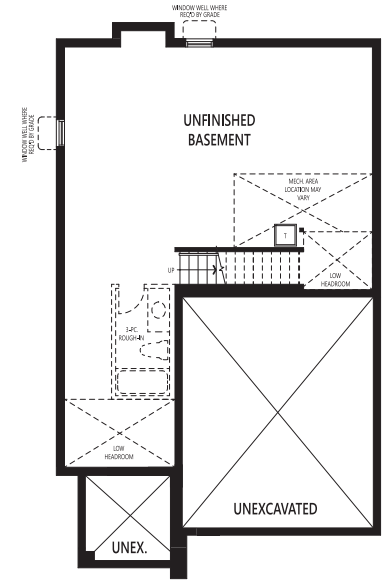 WINDOW WELL WHERE
REQ'D BY GRADE
WINDOW WELL WHERE
REQ'D BY GRADE
UNFINISHED
BASEMENT
MECH. AREA
LOCATION MAY
VARY
T
UP
LOW
HEADROOM
3-PC.
ROUGH-IN
LOW
HEADROOM
UNEXCAVATED
UNEX.